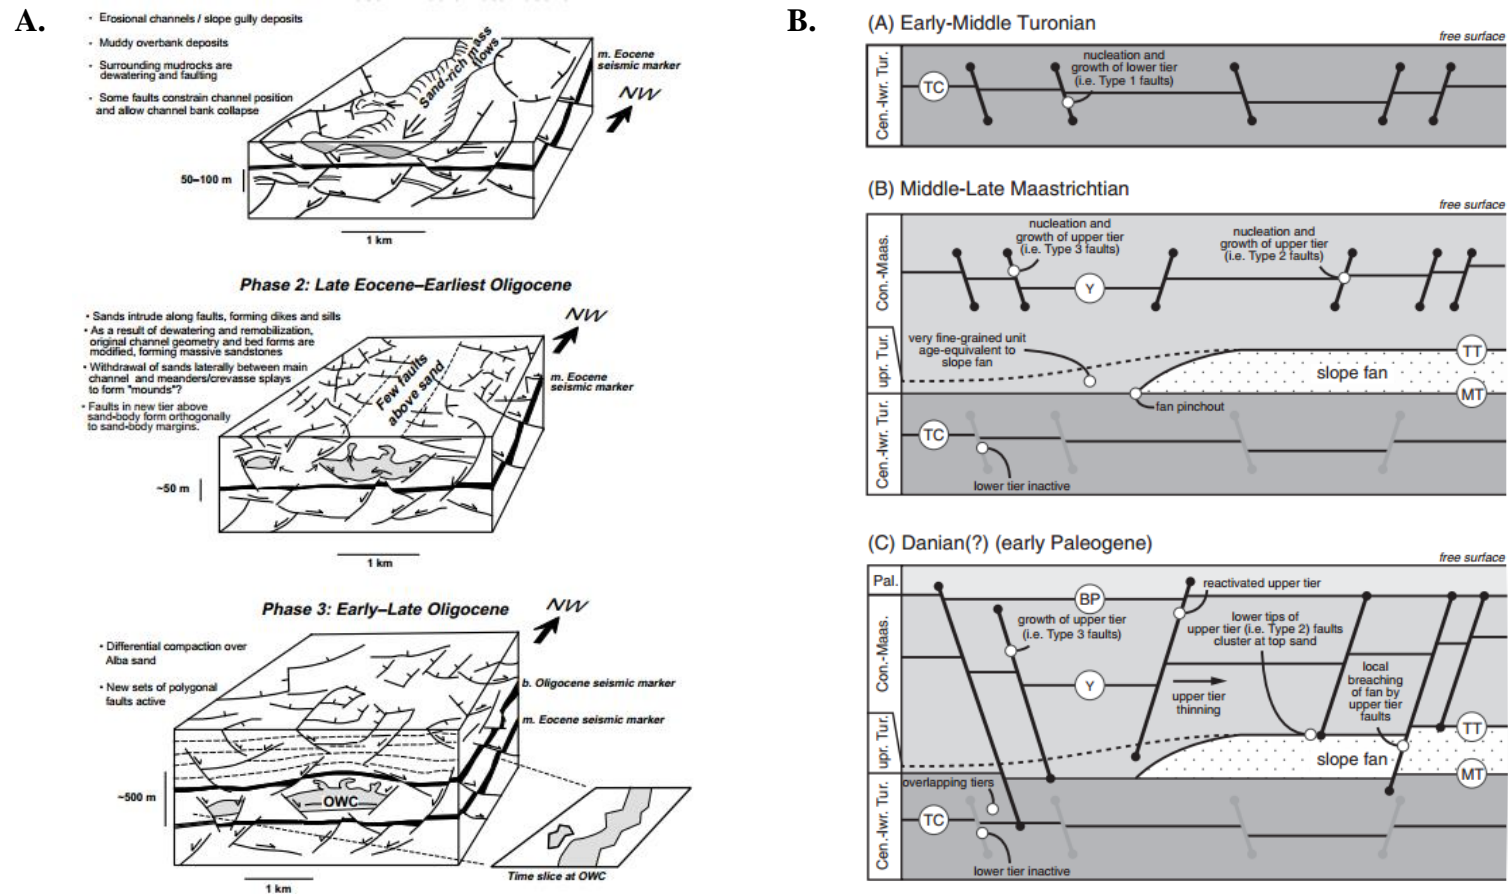 A.
- Erosional channels / slope gully deposits
- Muddy overbank deposits
- Surrounding mudrocks are
dewatering and faulting
- Some faults constrain channel position
and allow channel bank collapse
Sand-rich mass
flows
m. Eocene
seismic marker
NW
50–100 m
1 km
Phase 2: Late Eocene–Earliest Oligocene
• Sands intrude along faults, forming dikes and sills
• As a result of dewatering and remobilization,
original channel geometry and bed forms are
modified, forming massive sandstones
• Withdrawal of sands laterally between main
channel and meanders/crevasse splays
to form "mounds"?
• Faults in new tier above
sand-body form orthogonally
to sand-body margins.
NW
Few faults
above sand
m. Eocene
seismic marker
~50 m
1 km
Phase 3: Early–Late Oligocene
NW
• Differential compaction over
Alba sand
• New sets of polygonal
faults active
b. Oligocene seismic marker
m. Eocene seismic marker
~500 m
OWC
1 km
Time slice at OWC
B.
(A) Early-Middle Turonian
free surface
Cen.-lwr. Tur.
TC
nucleation and
growth of lower tier
(i.e. Type 1 faults)
(B) Middle-Late Maastrichtian
free surface
Con.-Maas.
upr. Tur.
Cen.-lwr. Tur.
nucleation and
growth of upper tier
(i.e. Type 3 faults)
nucleation and
growth of upper tier
(i.e. Type 2 faults)
Y
very fine-grained unit
age-equivalent to
slope fan
slope fan
TT
MT
fan pinchout
TC
lower tier inactive
(C) Danian(?) (early Paleogene)
free surface
Pal.
Con.-Maas.
upr. Tur.
Cen.-lwr. Tur.
BP
reactivated upper tier
growth of upper tier
(i.e. Type 3 faults)
lower tips of
upper tier (i.e. Type 2) faults
cluster at top sand
Y
upper tier
thinning
local
breaching
of fan by
upper tier
faults
TT
slope fan
MT
overlapping tiers
TC
lower tier inactive